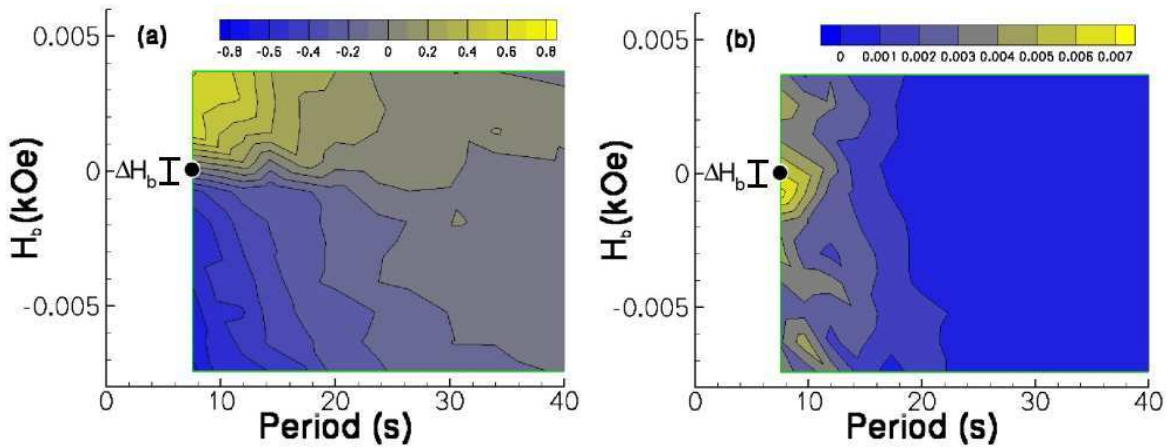 (a)
-0.8 -0.6 -0.4 -0.2 0 0.2 0.4 0.6 0.8
0.005
0
-0.005
ΔH_b
H_b(kOe)
0 10 20 30 40
Period (s)
(b)
0 0.001 0.002 0.003 0.004 0.005 0.006 0.007
0.005
0
-0.005
ΔH_b
H_b(kOe)
0 10 20 30 40
Period (s)